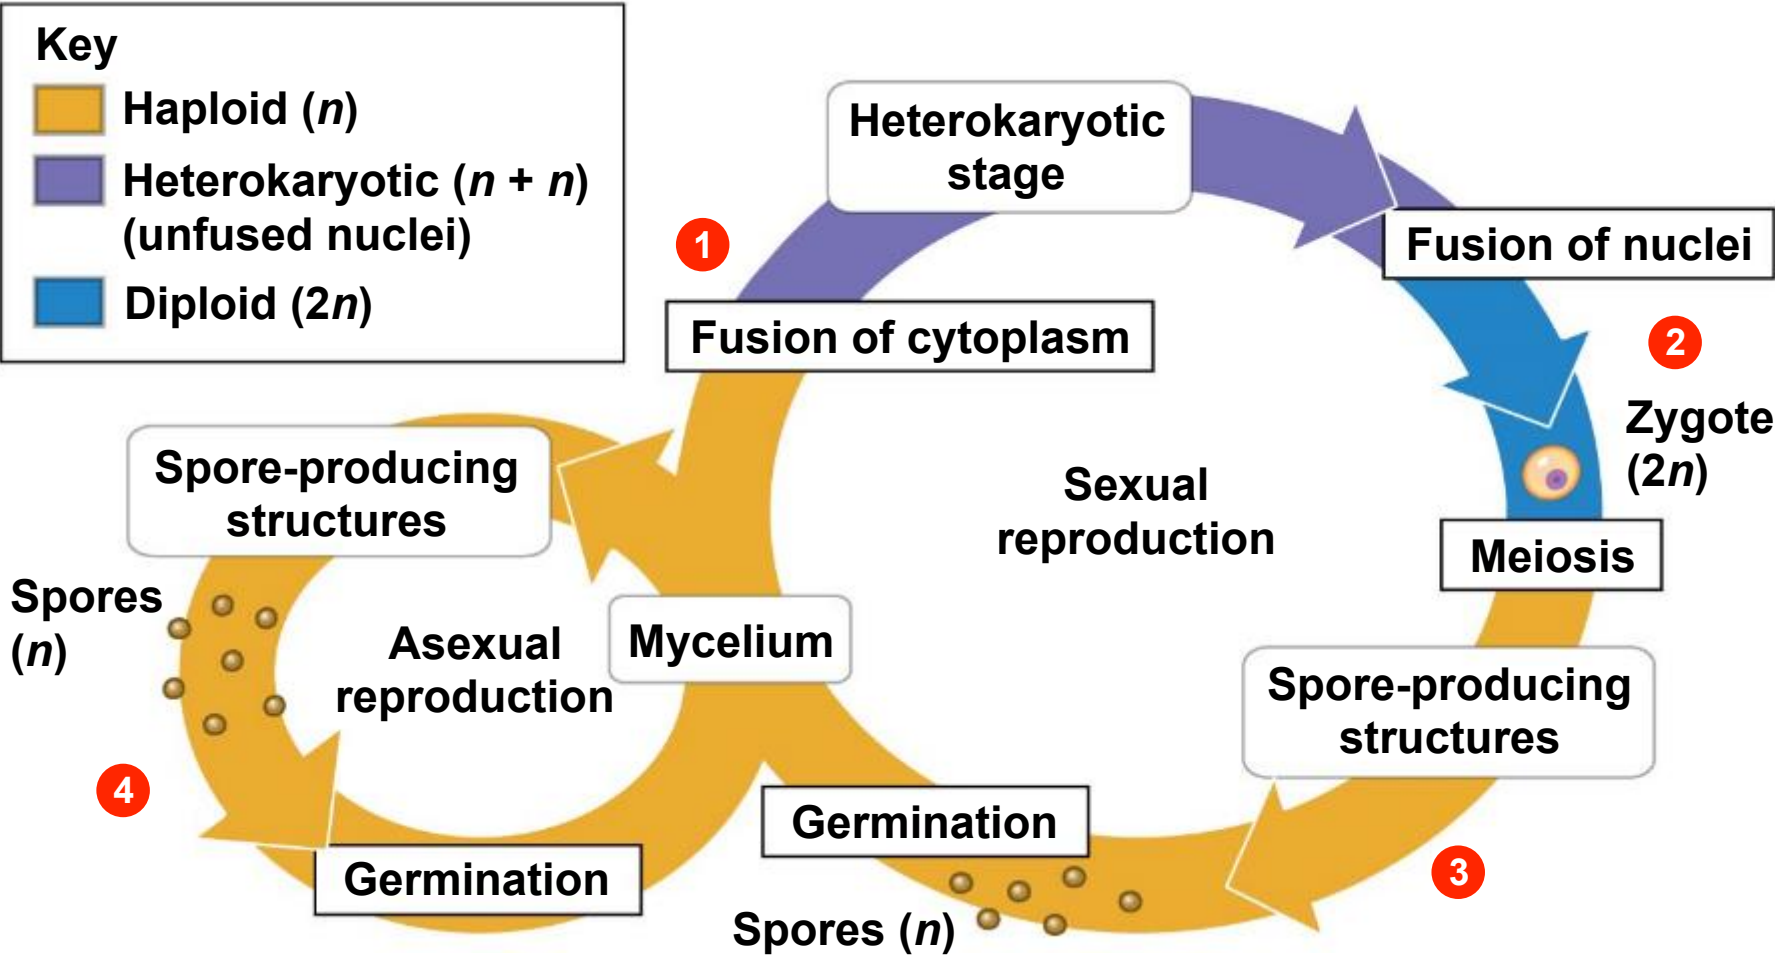 Key
Haploid (n)
Heterokaryotic (n + n)
(unfused nuclei)
Diploid (2n)
Heterokaryotic
stage
1
Fusion of nuclei
Fusion of cytoplasm
2
Zygote
(2n)
Spore-producing
structures
Sexual
reproduction
Meiosis
Spores
(n)
Asexual
reproduction
Mycelium
Spore-producing
structures
4
Germination
Germination
3
Spores (n)